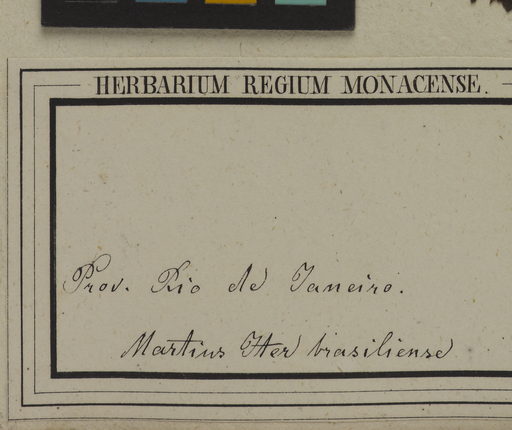 HERBARIUM REGIUM MONACENSE.
Prov. Rio de Janeiro.
Martius Iter brasiliense